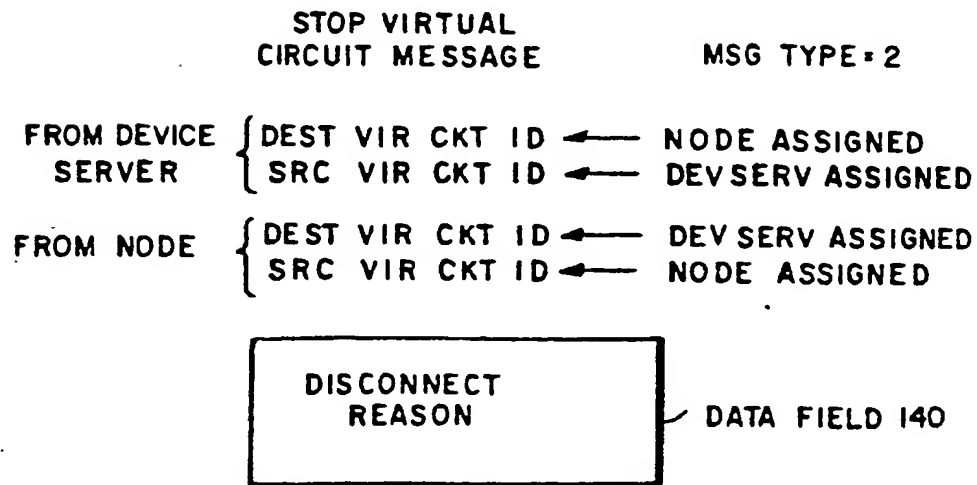 STOP VIRTUAL
CIRCUIT MESSAGE
MSG TYPE = 2
FROM DEVICE
SERVER
DEST VIR CKT ID
NODE ASSIGNED
SRC VIR CKT ID
DEV SERV ASSIGNED
FROM NODE
DEST VIR CKT ID
DEV SERV ASSIGNED
SRC VIR CKT ID
NODE ASSIGNED
DISCONNECT
REASON
DATA FIELD 140